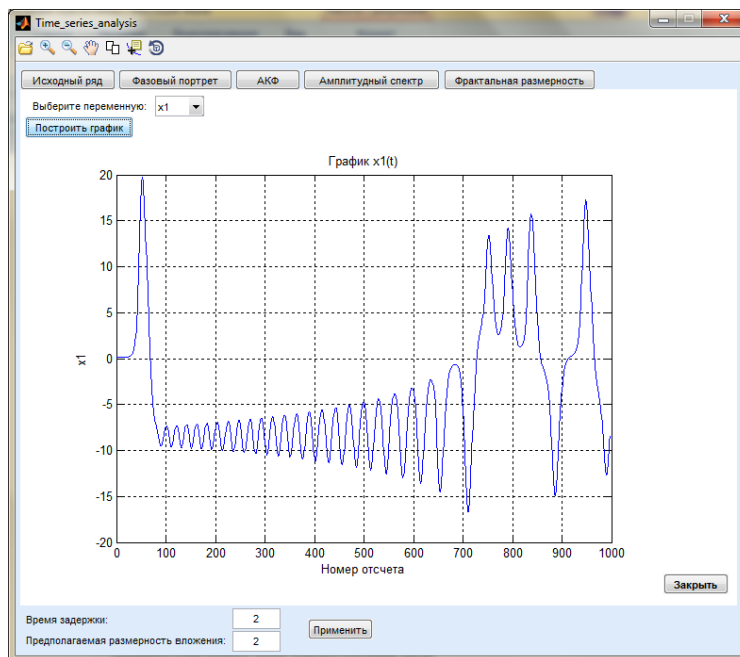 Time_series_analysis
Исходный ряд Фазовый портрет АКФ Амплитудный спектр Фрактальная размерность
Выберите переменную: x1
Построить график
График x1(t)
20
15
10
5
0
-5
-10
-15
-20
x1
0 100 200 300 400 500 600 700 800 900 1000
Номер отсчета
Закрыть
Время задержки: 2
Предполагаемая размерность вложения: 2
Применить